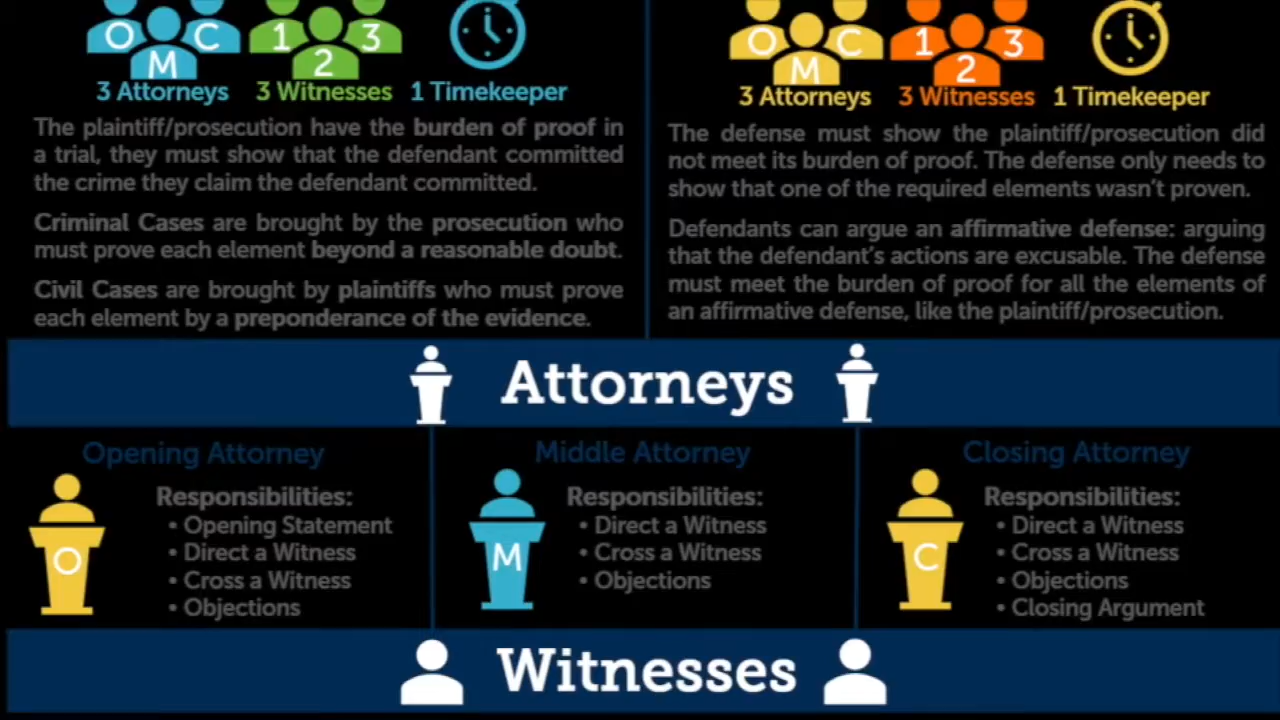 O M C 1 2 3
3 Attorneys 3 Witnesses 1 Timekeeper
The plaintiff/prosecution have the burden of proof in
a trial, they must show that the defendant committed
the crime they claim the defendant committed.
Criminal Cases are brought by the prosecution who
must prove each element beyond a reasonable doubt.
Civil Cases are brought by plaintiffs who must prove
each element by a preponderance of the evidence.
O M C 1 2 3
3 Attorneys 3 Witnesses 1 Timekeeper
The defense must show the plaintiff/prosecution did
not meet its burden of proof. The defense only needs to
show that one of the required elements wasn't proven.
Defendants can argue an affirmative defense: arguing
that the defendant's actions are excusable. The defense
must meet the burden of proof for all the elements of
an affirmative defense, like the plaintiff/prosecution.
Attorneys
Opening Attorney
O
Responsibilities:
• Opening Statement
• Direct a Witness
• Cross a Witness
• Objections
Middle Attorney
M
Responsibilities:
• Direct a Witness
• Cross a Witness
• Objections
Closing Attorney
C
Responsibilities:
• Direct a Witness
• Cross a Witness
• Objections
• Closing Argument
Witnesses